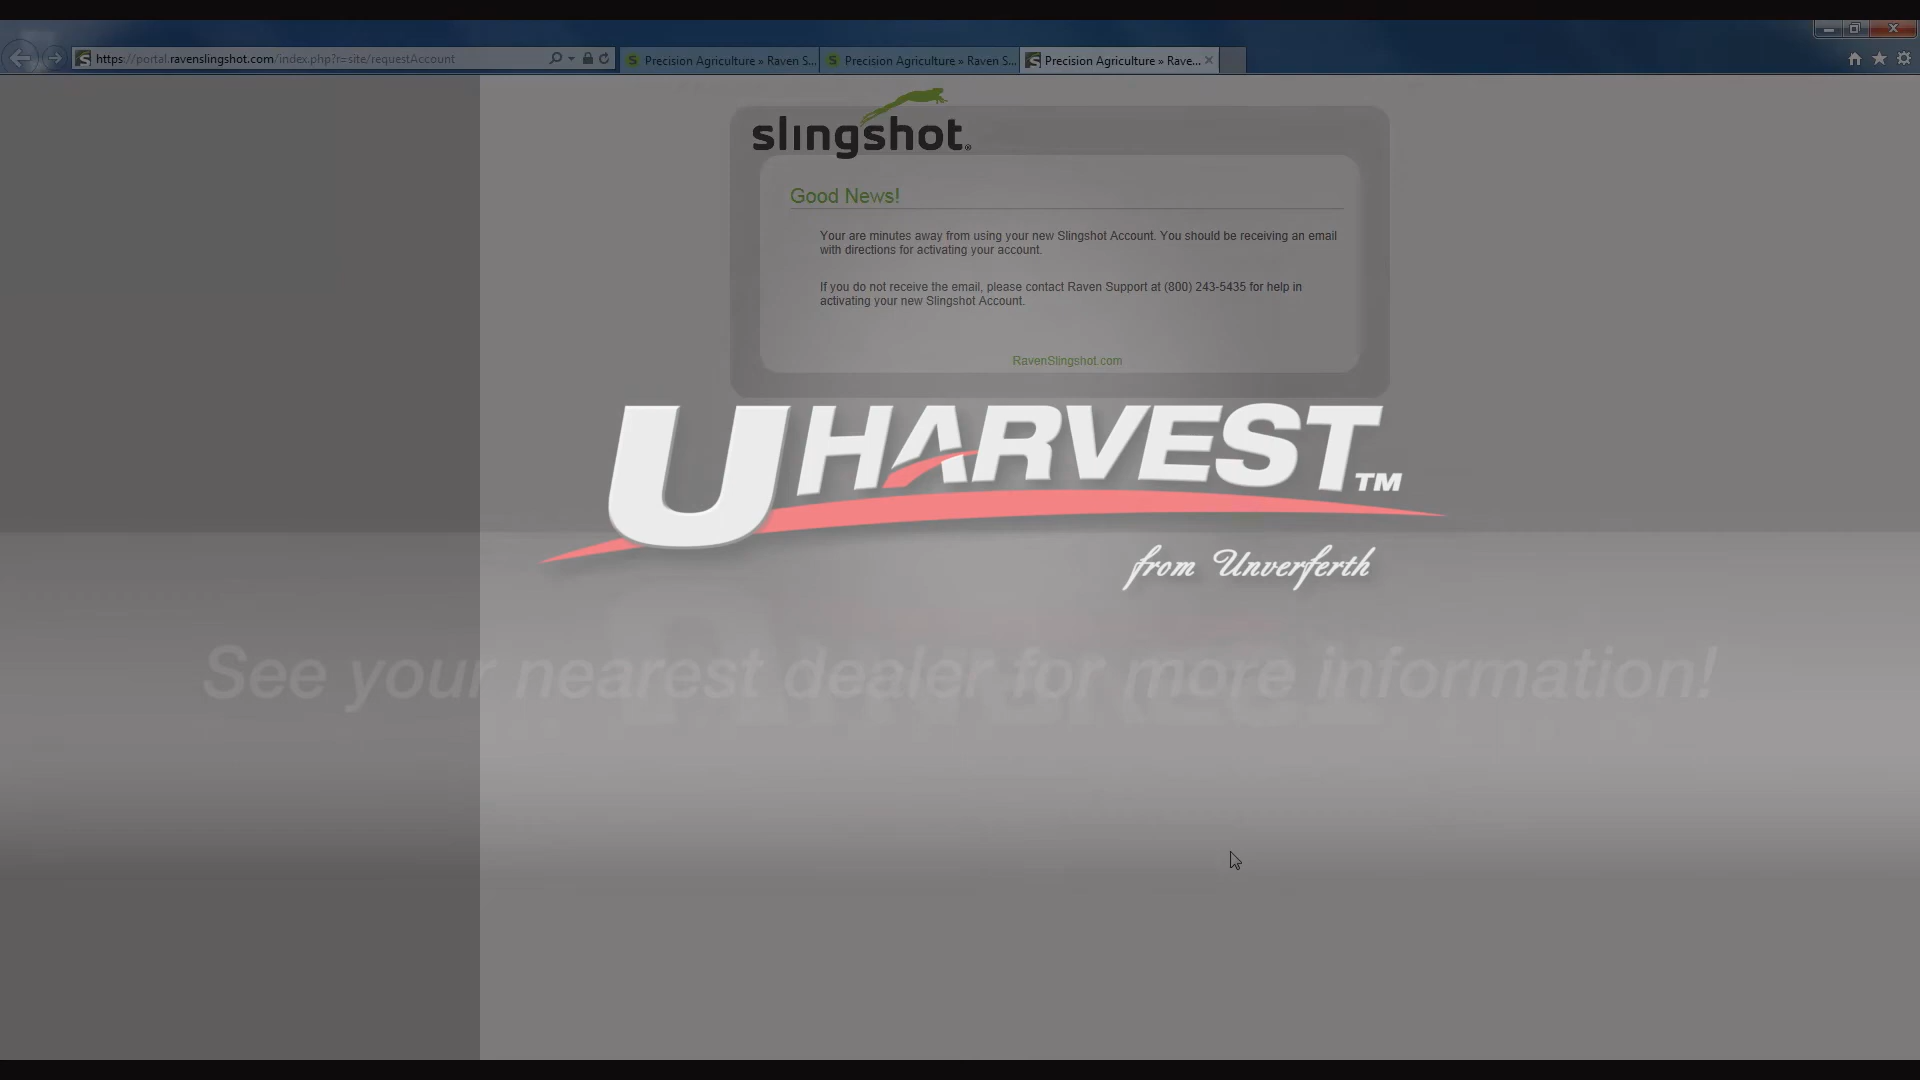 https://portal.ravenslingshot.com/index.php?r=site/requestAccount
Precision Agriculture » Raven S...
Precision Agriculture » Raven S...
Precision Agriculture » Rave...
slingshot®
Good News!
Your are minutes away from using your new Slingshot Account. You should be receiving an email
with directions for activating your account.
If you do not receive the email, please contact Raven Support at (800) 243-5435 for help in
activating your new Slingshot Account.
RavenSlingshot.com
UHARVEST™
from Unverferth
See your nearest dealer for more information!